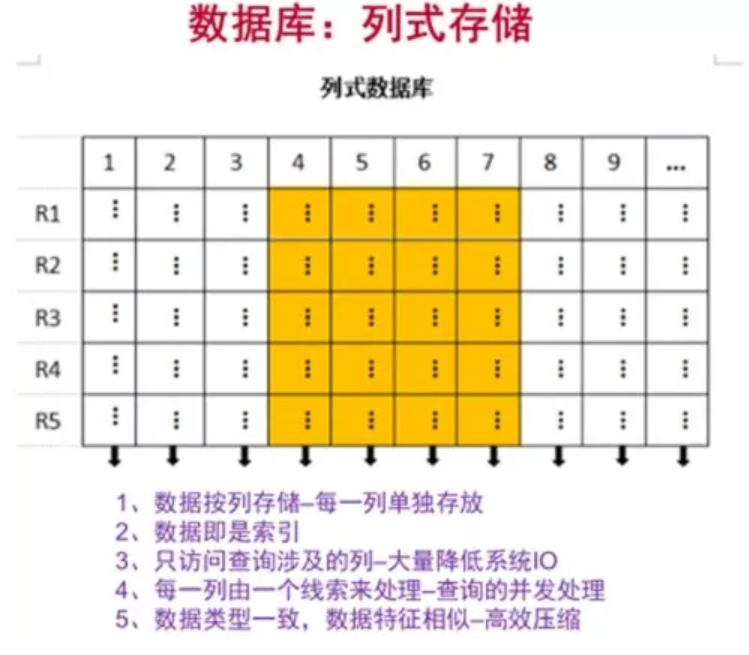 数据库：列式存储
列式数据库
1 2 3 4 5 6 7 8 9 ...
R1
R2
R3
R4
R5
1、数据按列存储–每一列单独存放
2、数据即是索引
3、只访问查询涉及的列–大量降低系统IO
4、每一列由一个线索来处理–查询的并发处理
5、数据类型一致，数据特征相似–高效压缩